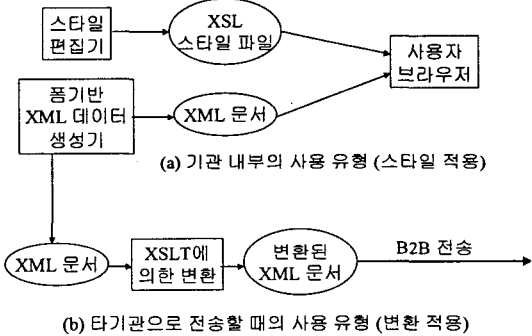 스타일
편집기
XSL
스타일 파일
사용자
브라우저
폼기반
XML 데이터
생성기
XML 문서
(a) 기관 내부의 사용 유형 (스타일 적용)
XML 문서
XSLT에
의한 변환
변환된
XML 문서
B2B 전송
(b) 타기관으로 전송할 때의 사용 유형 (변환 적용)